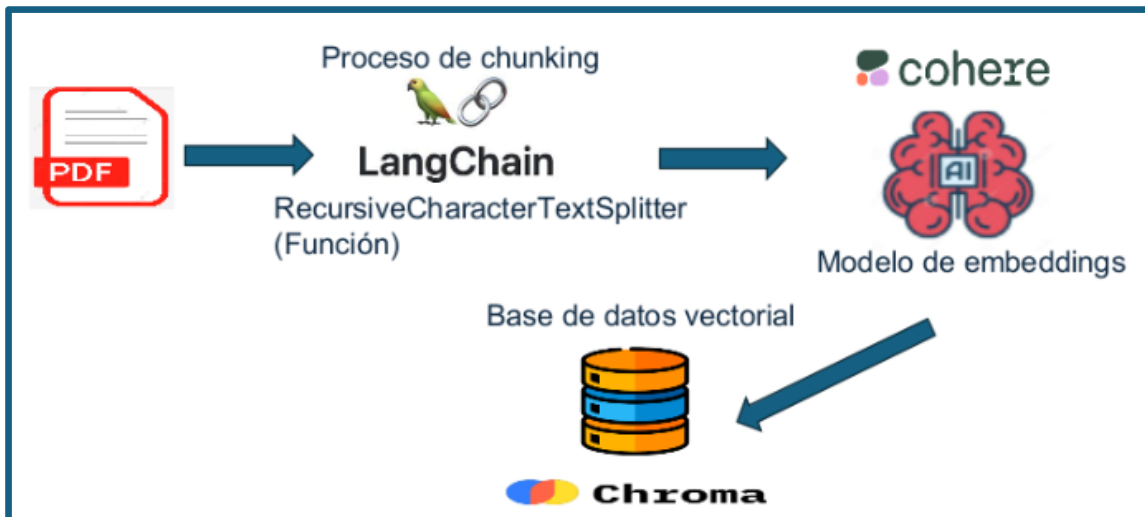 PDF
Proceso de chunking
LangChain
RecursiveCharacterTextSplitter
(Función)
cohere
AI
Modelo de embeddings
Base de datos vectorial
Chroma